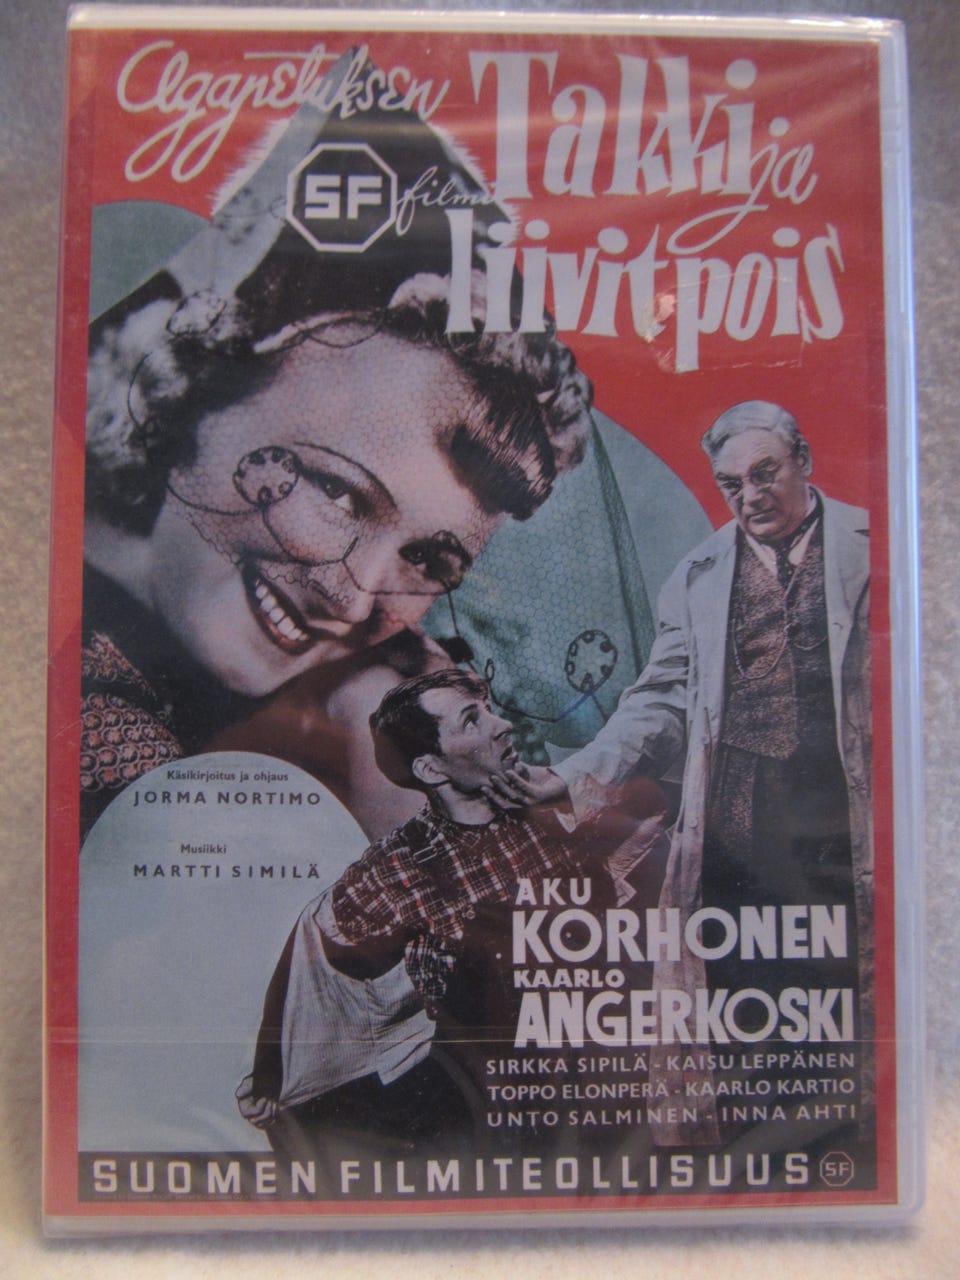 Agapetuksen
Takki ja
liivit pois
SF filmi
Käsikirjoitus ja ohjaus
JORMA NORTIMO
Musiikki
MARTTI SIMILÄ
AKU
KORHONEN
KAARLO
ANGERKOSKI
SIRKKA SIPILÄ - KAISU LEPPÄNEN
TOPPO ELONPERÄ - KAARLO KARTIO
UNTO SALMINEN - INNA AHTI
SUOMEN FILMITEOLLISUUS SF